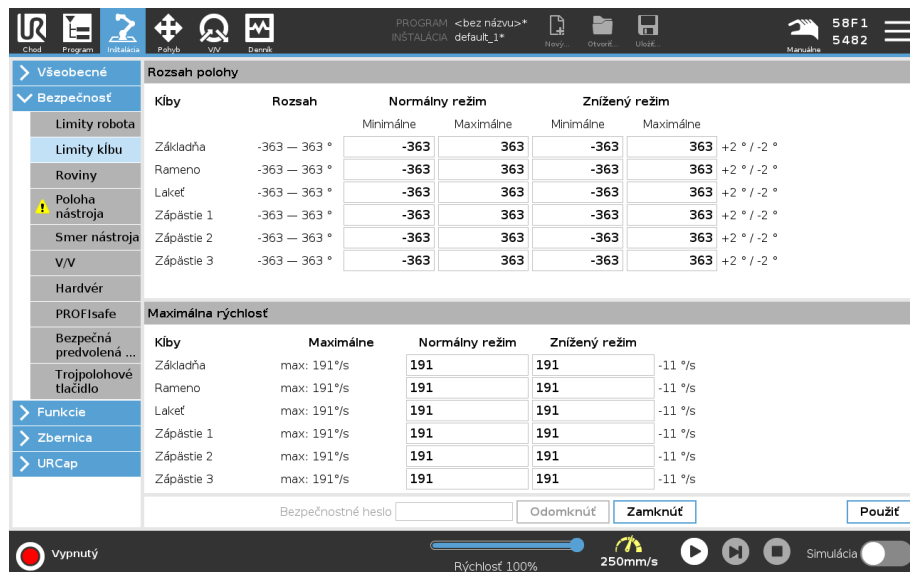 UR
PROGRAM <bez názvu>*
INŠTALÁCIA default_1*
58F1
5482
Chod Program Inštalácia Pohyb V/V Denník Nový... Otvoriť... Uložiť... Manuálne
Všeobecné
Bezpečnosť
Limity robota
Limity kĺbu
Roviny
Poloha
nástroja
Smer nástroja
V/V
Hardvér
PROFIsafe
Bezpečná
predvolená ...
Trojpolohové
tlačidlo
Funkcie
Zbernica
URCap
Rozsah polohy
Kĺby Rozsah Normálny režim Znížený režim
Minimálne Maximálne Minimálne Maximálne
Základňa -363 — 363 ° -363 363 -363 363 +2 ° / -2 °
Rameno -363 — 363 ° -363 363 -363 363 +2 ° / -2 °
Lakeť -363 — 363 ° -363 363 -363 363 +2 ° / -2 °
Zápästie 1 -363 — 363 ° -363 363 -363 363 +2 ° / -2 °
Zápästie 2 -363 — 363 ° -363 363 -363 363 +2 ° / -2 °
Zápästie 3 -363 — 363 ° -363 363 -363 363 +2 ° / -2 °
Maximálna rýchlosť
Kĺby Maximálne Normálny režim Znížený režim
Základňa max: 191°/s 191 191 -11 °/s
Rameno max: 191°/s 191 191 -11 °/s
Lakeť max: 191°/s 191 191 -11 °/s
Zápästie 1 max: 191°/s 191 191 -11 °/s
Zápästie 2 max: 191°/s 191 191 -11 °/s
Zápästie 3 max: 191°/s 191 191 -11 °/s
Bezpečnostné heslo Odomknúť Zamknúť Použiť
Vypnutý Rýchlosť 100% 250mm/s Simulácia